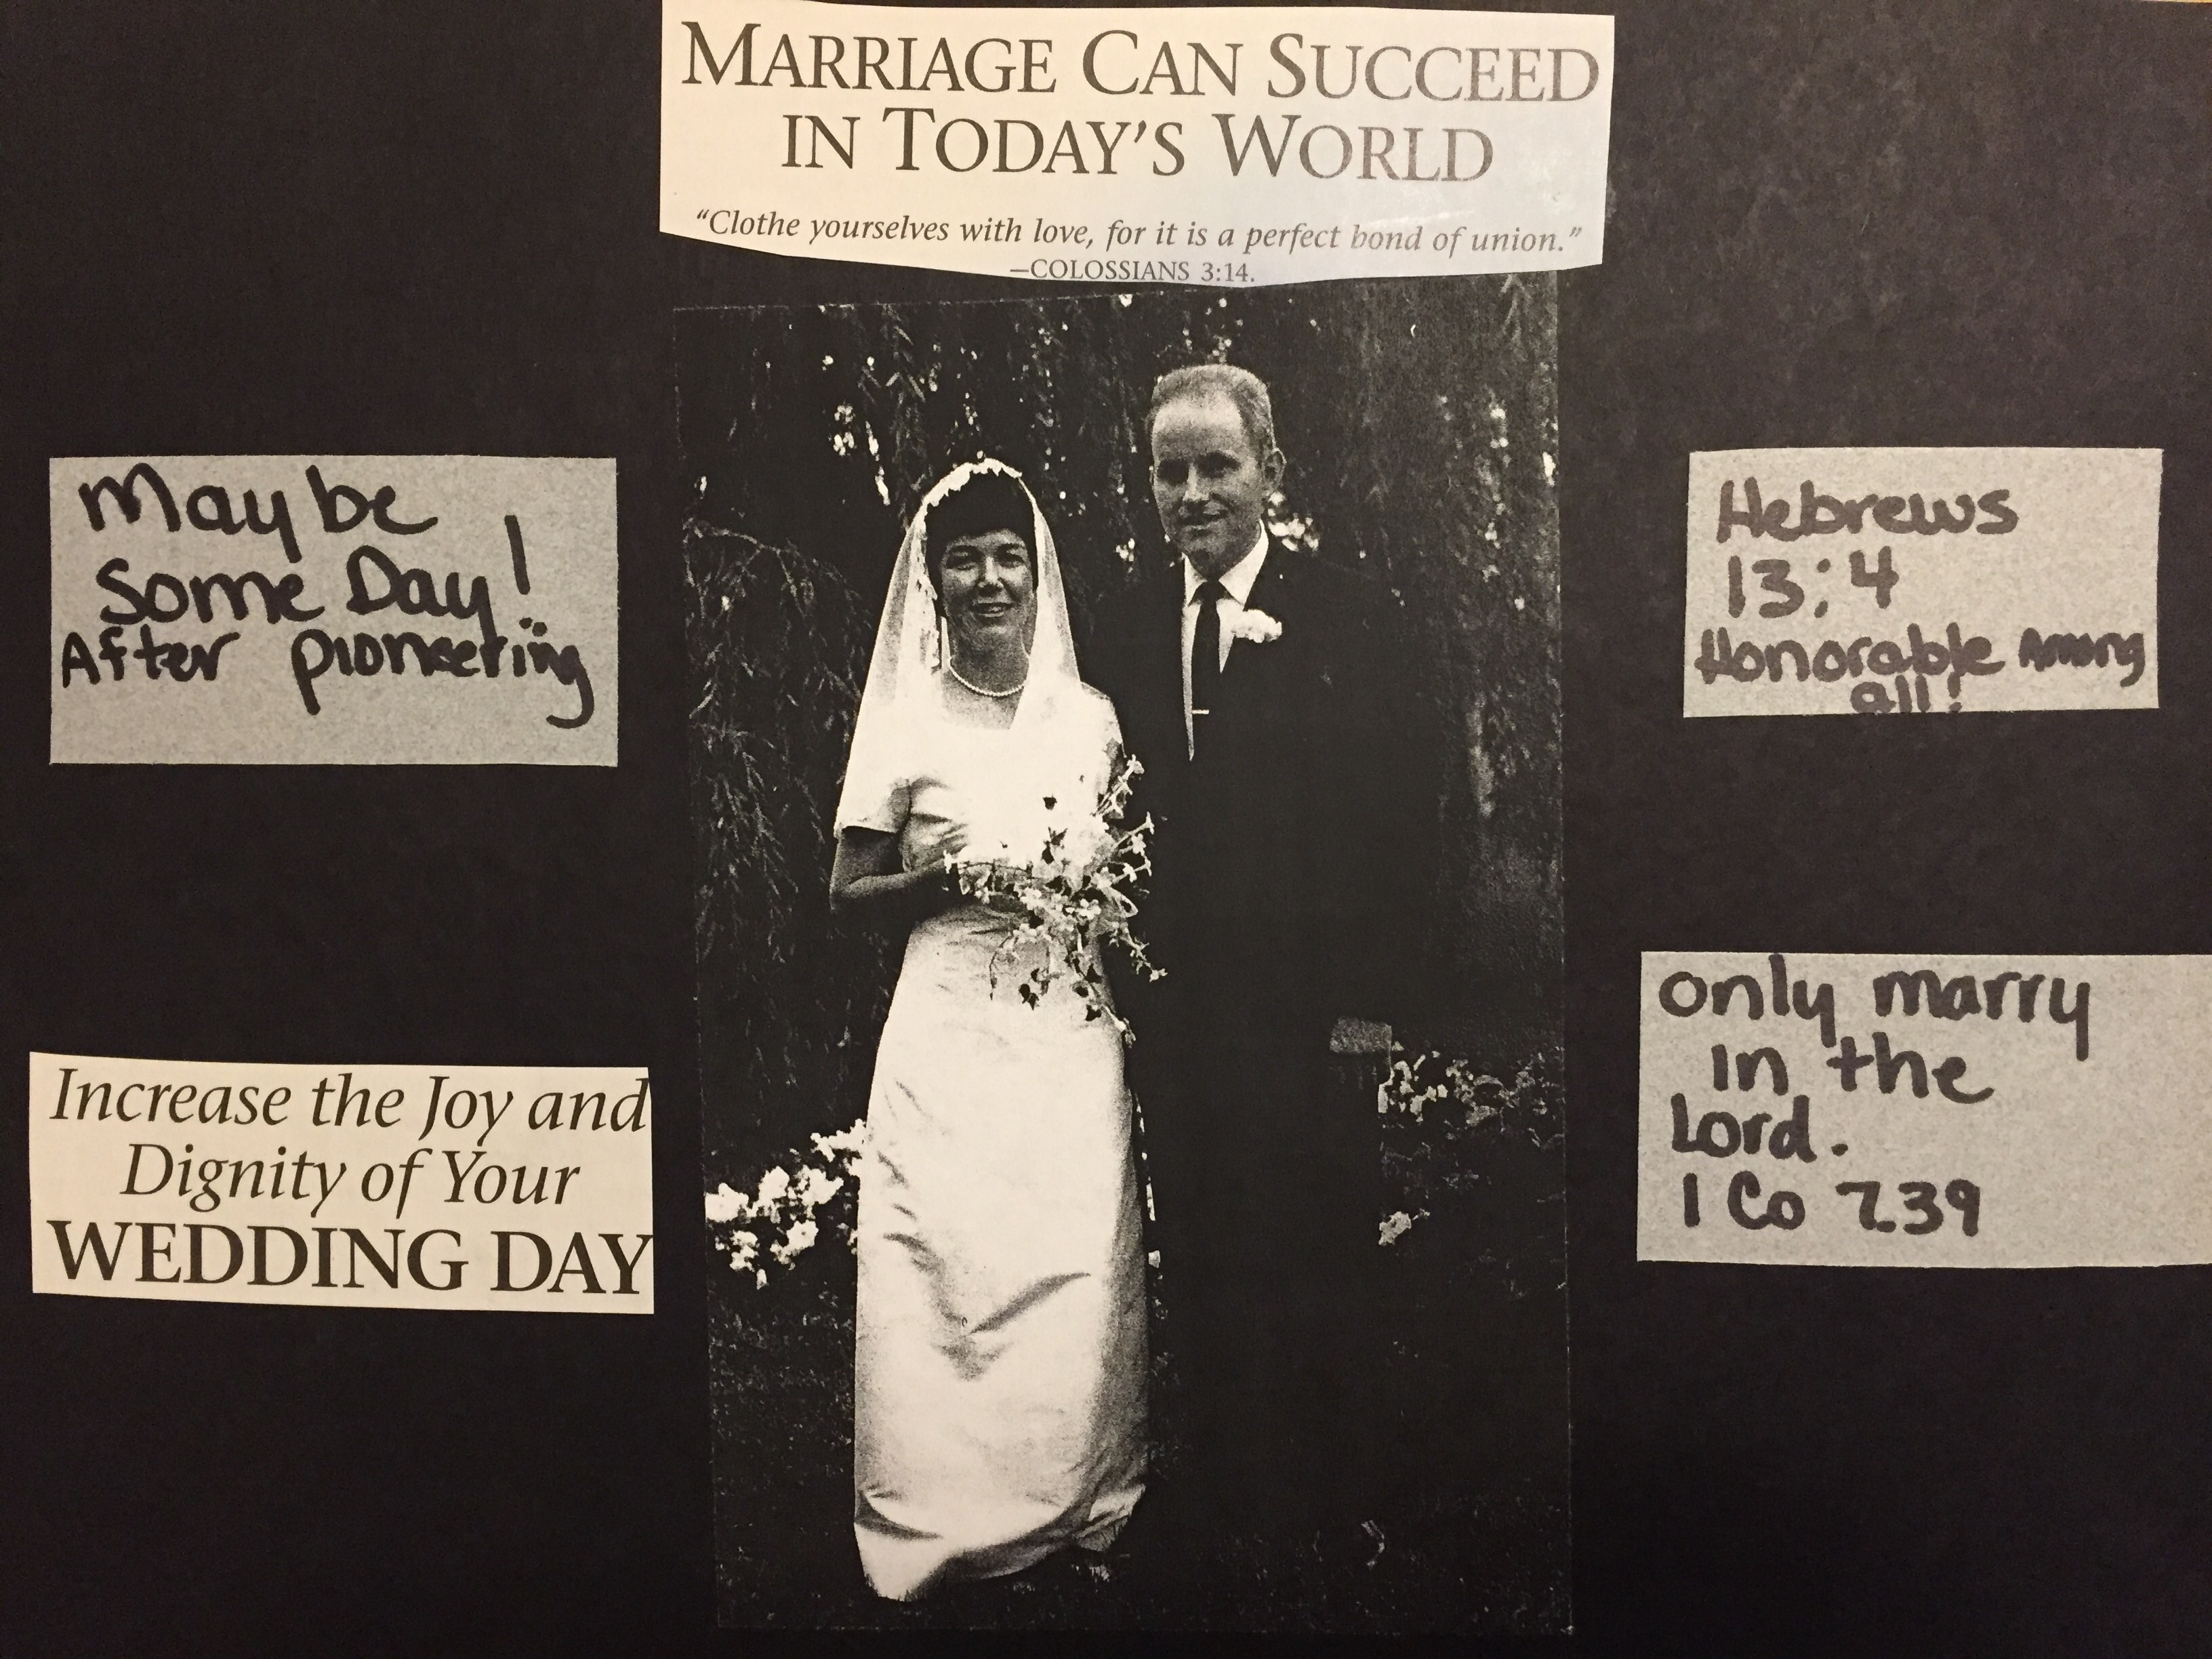 MARRIAGE CAN SUCCEED
IN TODAY'S WORLD
"Clothe yourselves with love, for it is a perfect bond of union."
—COLOSSIANS 3:14.
May be
Some Day!
After pioneering
Increase the Joy and
Dignity of Your
WEDDING DAY
Hebrews
13:4
Honorable Among
all!
only marry
in the
Lord.
1 Co 7:39